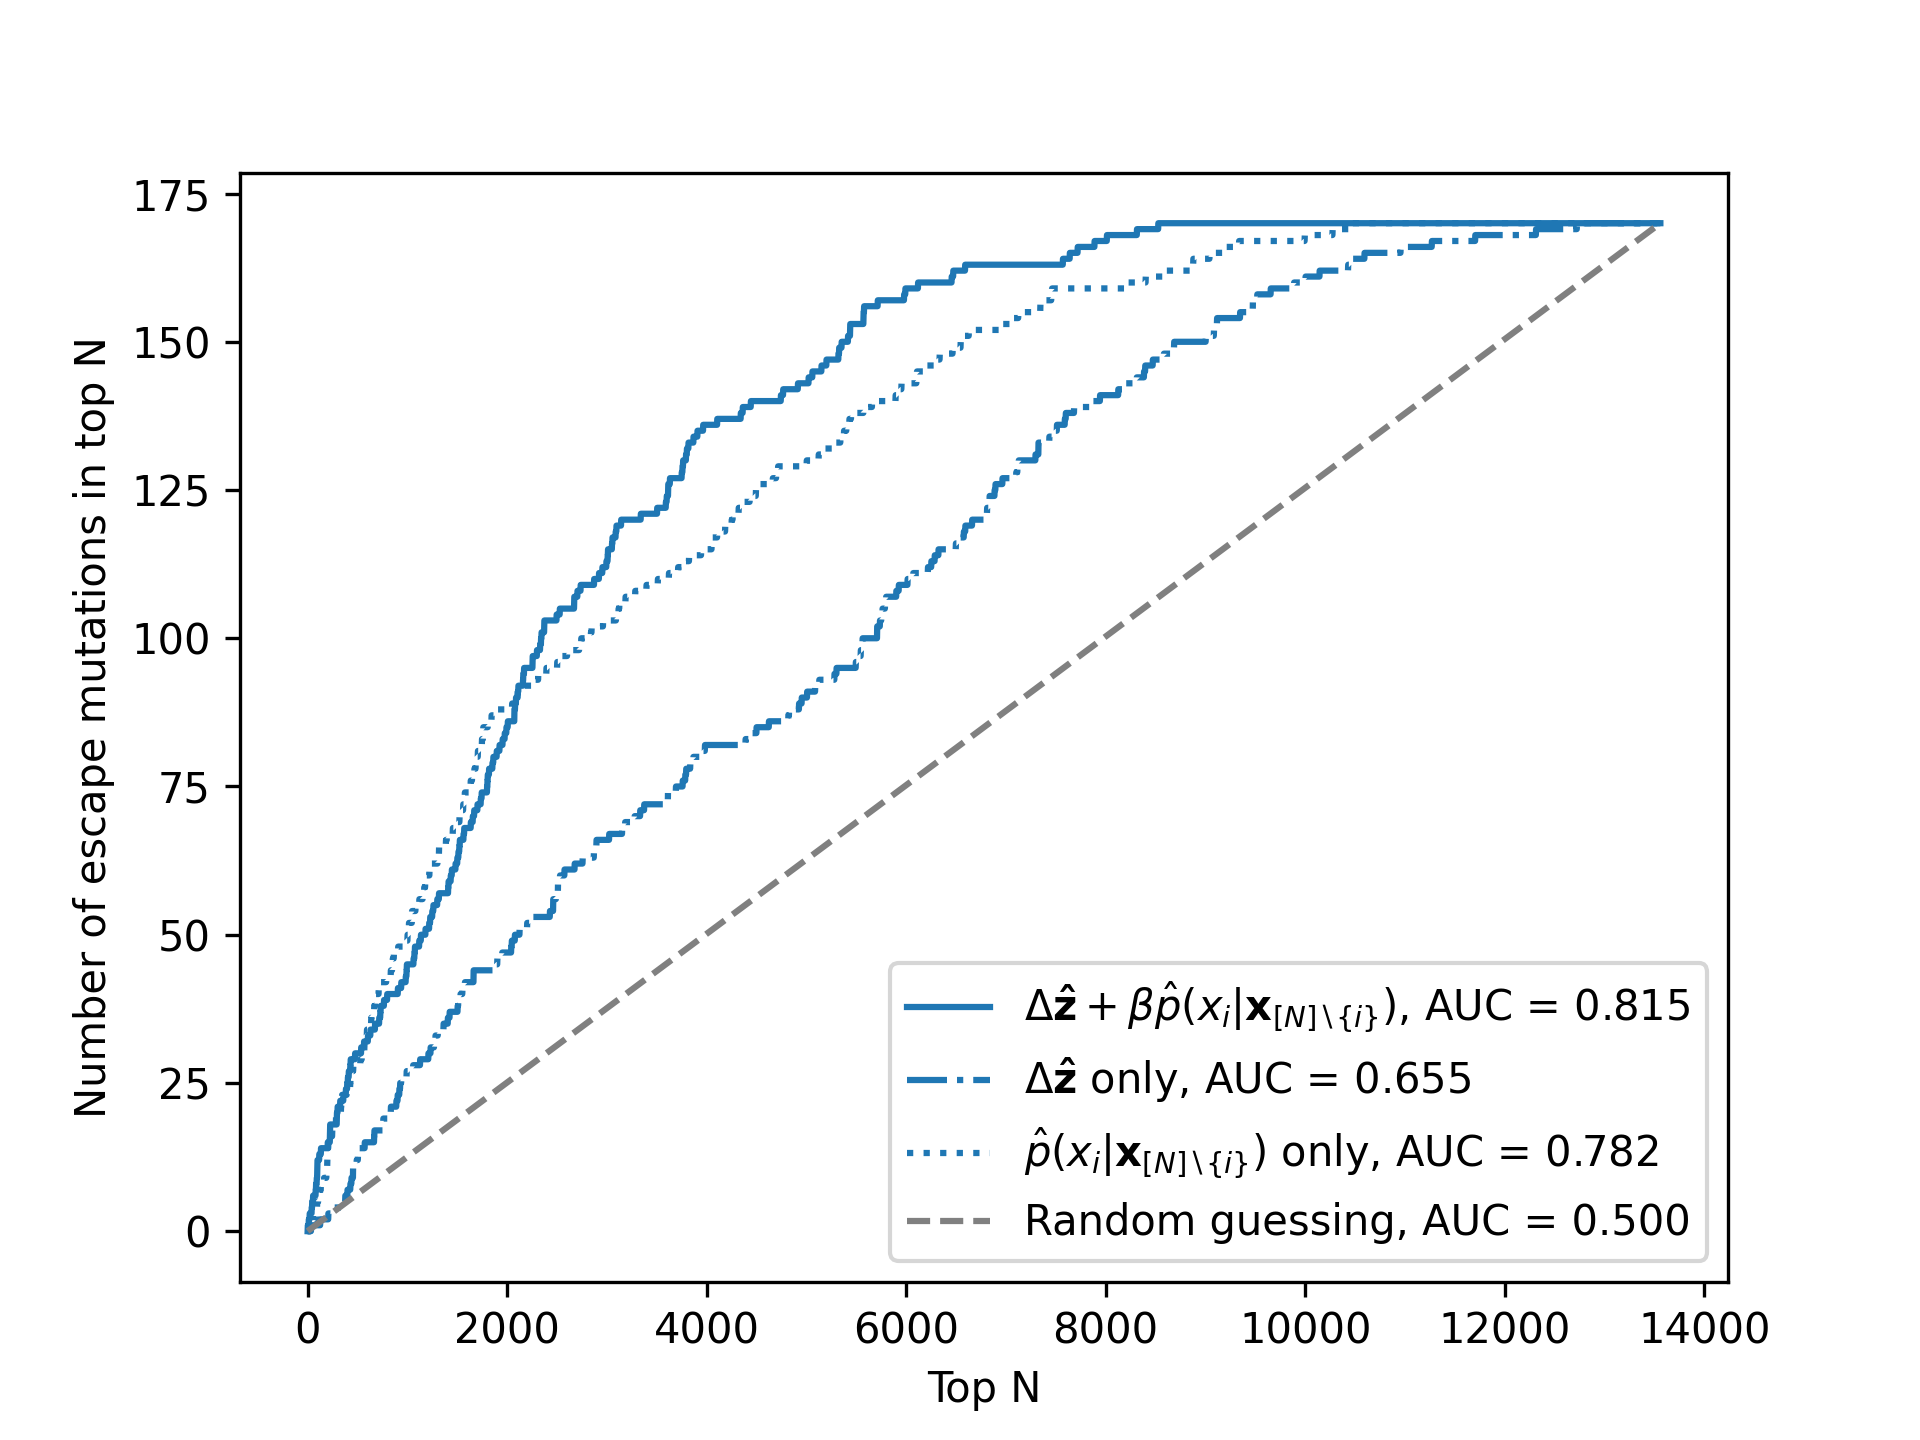 175
150
125
100
75
50
25
0
Number of escape mutations in top N
0 2000 4000 6000 8000 10000 12000 14000
Top N
Δẑ + βp̂(xᵢ|x[N]∖{i}), AUC = 0.815
Δẑ only, AUC = 0.655
p̂(xᵢ|x[N]∖{i}) only, AUC = 0.782
Random guessing, AUC = 0.500